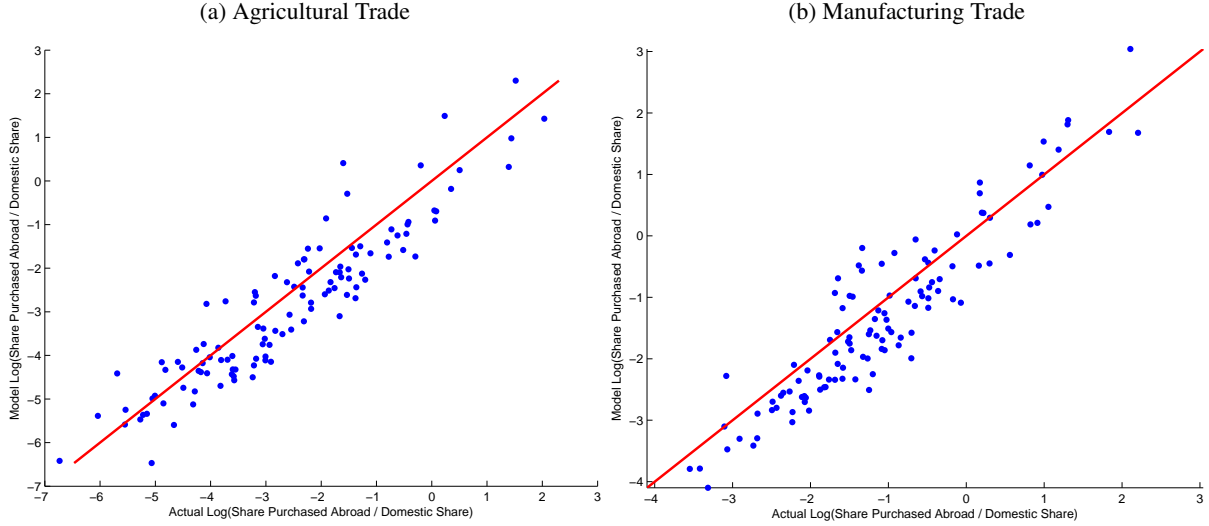 (a) Agricultural Trade
3
2
1
0
−1
−2
−3
−4
−5
−6
−7
Model Log(Share Purchased Abroad / Domestic Share)
−7 −6 −5 −4 −3 −2 −1 0 1 2 3
Actual Log(Share Purchased Abroad / Domestic Share)
(b) Manufacturing Trade
3
2
1
0
−1
−2
−3
−4
Model Log(Share Purchased Abroad / Domestic Share)
−4 −3 −2 −1 0 1 2 3
Actual Log(Share Purchased Abroad / Domestic Share)